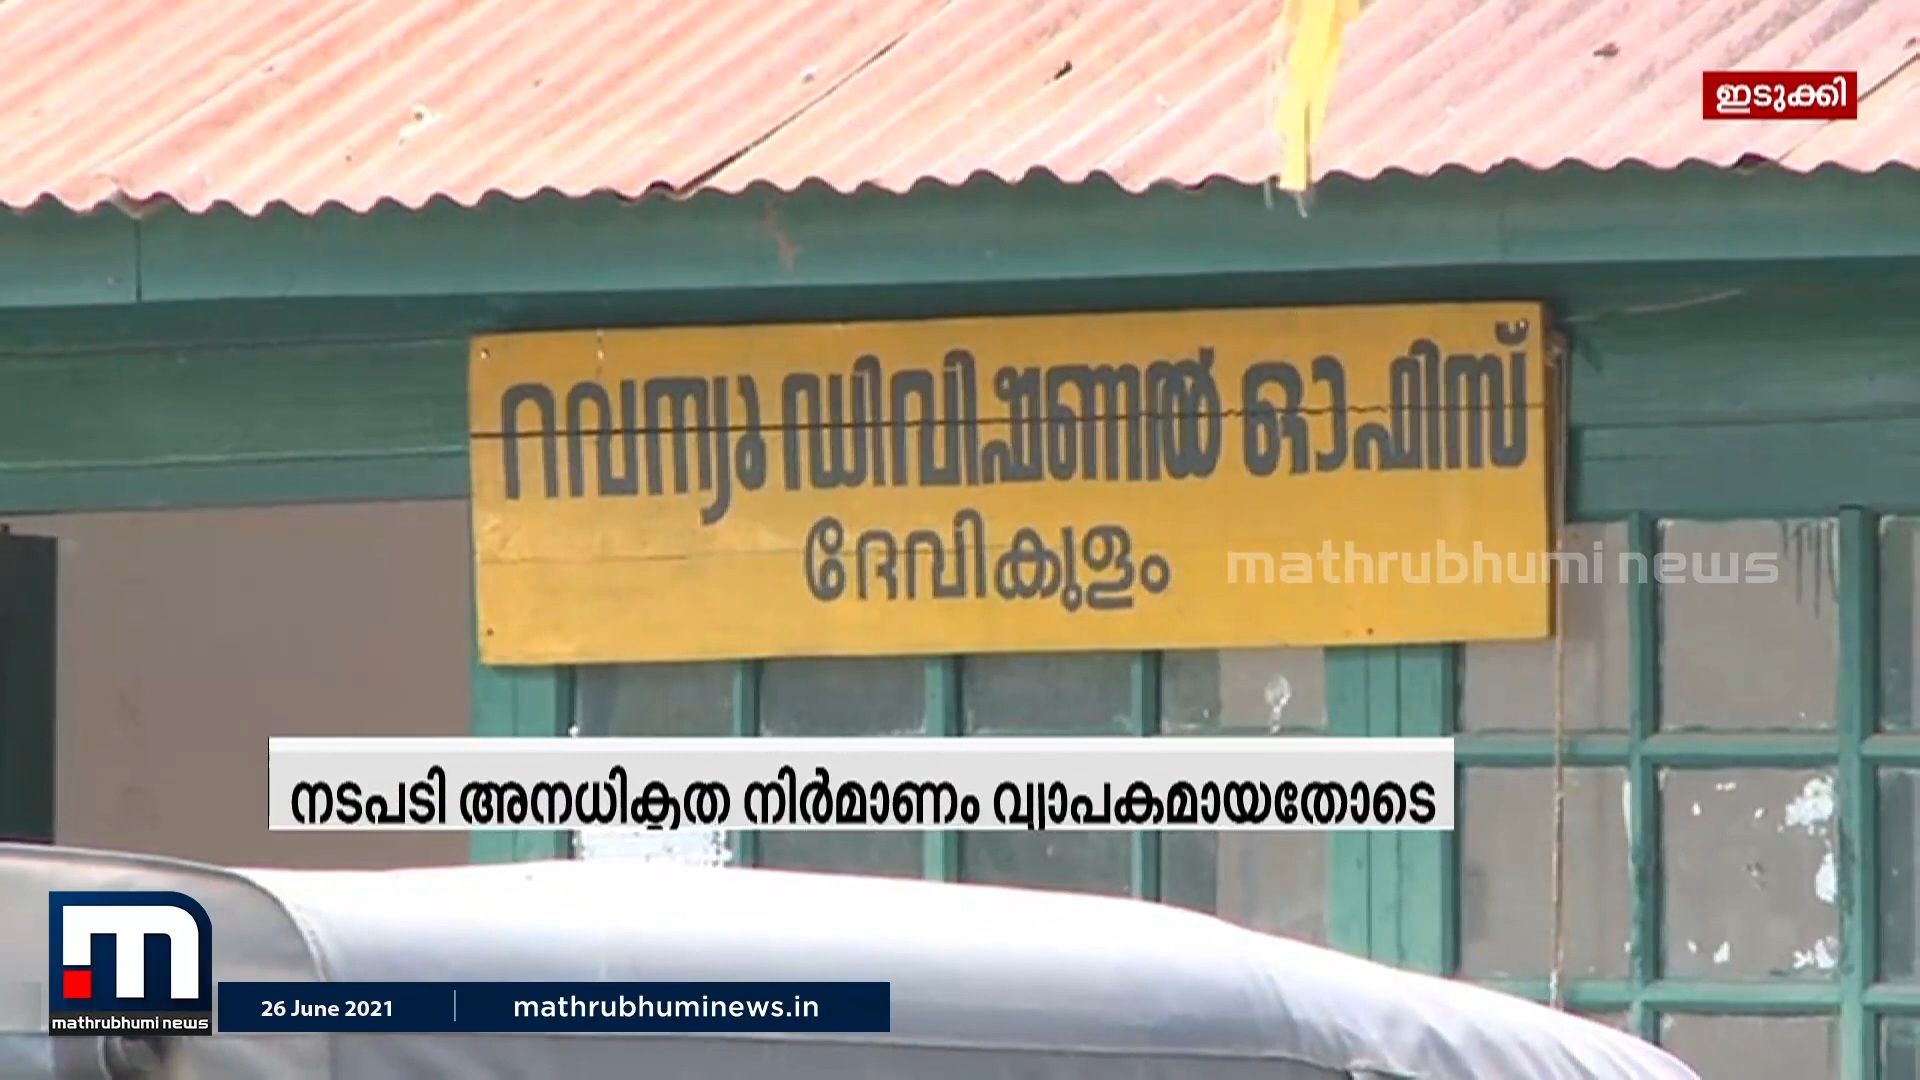 ഇടുക്കി
റവന്യു ഡിവിഷണൽ ഓഫീസ്
ദേവികുളം
mathrubhumi news
നടപടി അനധികൃത നിർമാണം വ്യാപകമായതോടെ
mathrubhumi news
26 June 2021
mathrubhuminews.in